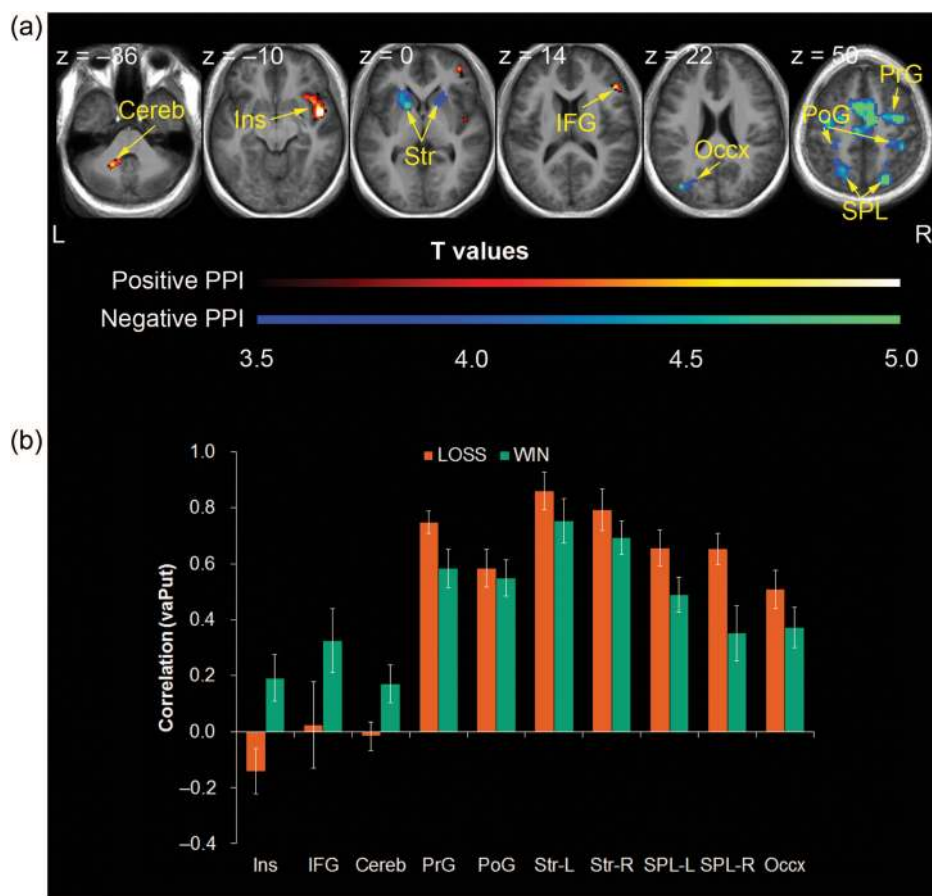 (a)
z = −36 z = −10 z = 0 z = 14 z = 22 z = 50
PrG
Cereb
Ins
IFG
PoG
Str
Occx
SPL
L R
T values
Positive PPI
Negative PPI
3.5 4.0 4.5 5.0
(b)
1.0
LOSS WIN
0.8
0.6
0.4
0.2
0.0
−0.2
−0.4
Correlation (vaPut)
Ins IFG Cereb PrG PoG Str-L Str-R SPL-L SPL-R Occx